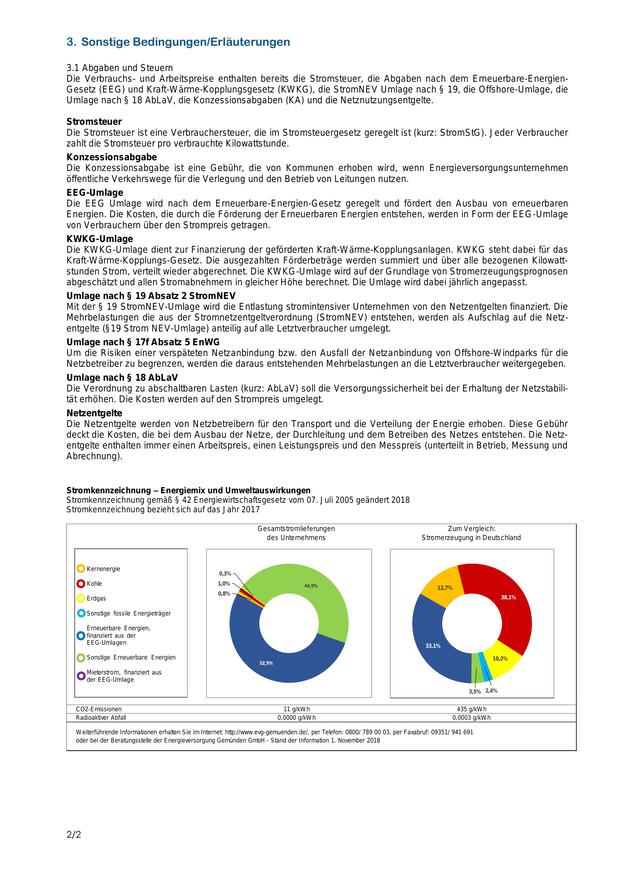 3. Sonstige Bedingungen/Erläuterungen
3.1 Abgaben und Steuern
Die Verbrauchs- und Arbeitspreise enthalten bereits die Stromsteuer, die Abgaben nach dem Erneuerbare-Energien-
Gesetz (EEG) und Kraft-Wärme-Kopplungsgesetz (KWKG), die StromNEV Umlage nach § 19, die Offshore-Umlage, die
Umlage nach § 18 AbLaV, die Konzessionsabgaben (KA) und die Netznutzungsentgelte.
Stromsteuer
Die Stromsteuer ist eine Verbrauchersteuer, die im Stromsteuergesetz geregelt ist (kurz: StromStG). Jeder Verbraucher
zahlt die Stromsteuer pro verbrauchte Kilowattstunde.
Konzessionsabgabe
Die Konzessionsabgabe ist eine Gebühr, die von Kommunen erhoben wird, wenn Energieversorgungsunternehmen
öffentliche Verkehrswege für die Verlegung und den Betrieb von Leitungen nutzen.
EEG-Umlage
Die EEG Umlage wird nach dem Erneuerbare-Energien-Gesetz geregelt und fördert den Ausbau von erneuerbaren
Energien. Die Kosten, die durch die Förderung der Erneuerbaren Energien entstehen, werden in Form der EEG-Umlage
von Verbrauchern über den Strompreis getragen.
KWKG-Umlage
Die KWKG-Umlage dient zur Finanzierung der geförderten Kraft-Wärme-Kopplungsanlagen. KWKG steht dabei für das
Kraft-Wärme-Kopplungs-Gesetz. Die ausgezahlten Förderbeträge werden summiert und über alle bezogenen Kilowatt-
stunden Strom, verteilt wieder abgerechnet. Die KWKG-Umlage wird auf der Grundlage von Stromerzeugungsprognosen
abgeschätzt und allen Stromabnehmern in gleicher Höhe berechnet. Die Umlage wird dabei jährlich angepasst.
Umlage nach § 19 Absatz 2 StromNEV
Mit der § 19 StromNEV-Umlage wird die Entlastung stromintensiver Unternehmen von den Netzentgelten finanziert. Die
Mehrbelastungen die aus der Stromnetzentgeltverordnung (StromNEV) entstehen, werden als Aufschlag auf die Netz-
entgelte (§19 Strom NEV-Umlage) anteilig auf alle Letztverbraucher umgelegt.
Umlage nach § 17f Absatz 5 EnWG
Um die Risiken einer verspäteten Netzanbindung bzw. den Ausfall der Netzanbindung von Offshore-Windparks für die
Netzbetreiber zu begrenzen, werden die daraus entstehenden Mehrbelastungen an die Letztverbraucher weitergegeben.
Umlage nach § 18 AbLaV
Die Verordnung zu abschaltbaren Lasten (kurz: AbLaV) soll die Versorgungssicherheit bei der Erhaltung der Netzstabili-
tät erhöhen. Die Kosten werden auf den Strompreis umgelegt.
Netzentgelte
Die Netzentgelte werden von Netzbetreibern für den Transport und die Verteilung der Energie erhoben. Diese Gebühr
deckt die Kosten, die bei dem Ausbau der Netze, der Durchleitung und dem Betreiben des Netzes entstehen. Die Netz-
entgelte enthalten immer einen Arbeitspreis, einen Leistungspreis und den Messpreis (unterteilt in Betrieb, Messung und
Abrechnung).
Stromkennzeichnung – Energiemix und Umweltauswirkungen
Stromkennzeichnung gemäß § 42 Energiewirtschaftsgesetz vom 07. Juli 2005 geändert 2018
Stromkennzeichnung bezieht sich auf das Jahr 2017
Gesamtstromlieferungen
des Unternehmens
Zum Vergleich:
Stromerzeugung in Deutschland
Kernenergie
Kohle
Erdgas
Sonstige fossile Energieträger
Erneuerbare Energien,
finanziert aus der
EEG-Umlagen
Sonstige Erneuerbare Energien
Mieterstrom, finanziert aus
der EEG-Umlage
0,3%
1,0%
0,8%
44,9%
52,9%
12,7%
38,1%
33,1%
10,2%
3,5%
2,4%
CO2-Emissionen 11 g/kWh 435 g/kWh
Radioaktiver Abfall 0,0000 g/kWh 0,0003 g/kWh
Weiterführende Informationen erhalten Sie im Internet: http://www.evg-gemuenden.de/, per Telefon: 0800/ 789 00 03, per Faxabruf: 09351/ 941 691
oder bei der Beratungsstelle der Energieversorgung Gemünden GmbH - Stand der Information 1. November 2018
2/2